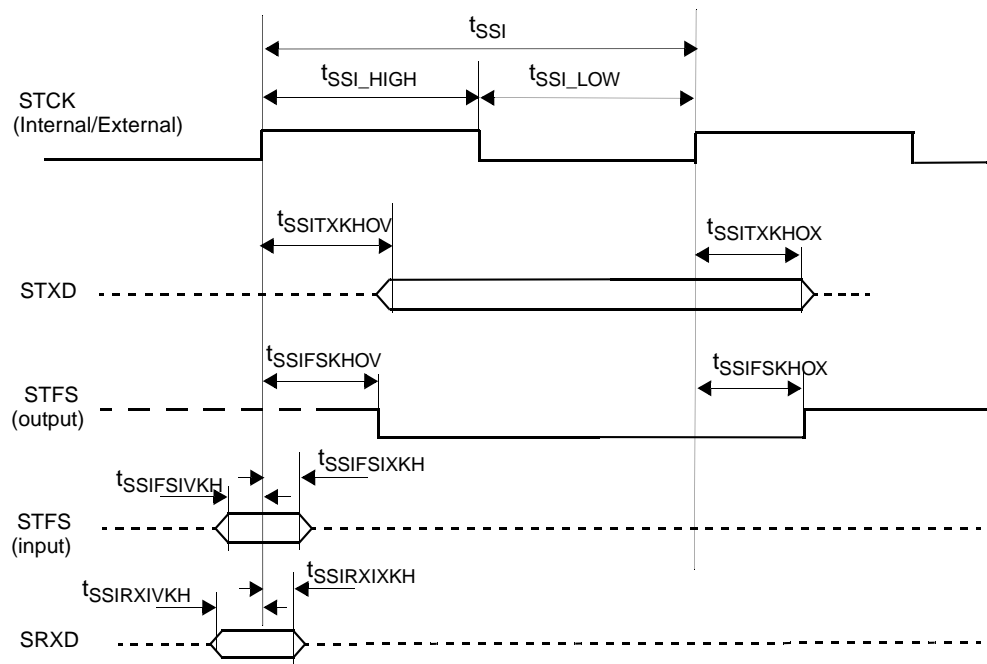 tSSI
tSSI_HIGH
tSSI_LOW
STCK
(Internal/External)
tSSITXKHOV
tSSITXKHOX
STXD
tSSIFSKHOV
tSSIFSKHOX
STFS
(output)
tSSIFSIXKH
tSSIFSIVKH
STFS
(input)
tSSIRXIXKH
tSSIRXIVKH
SRXD